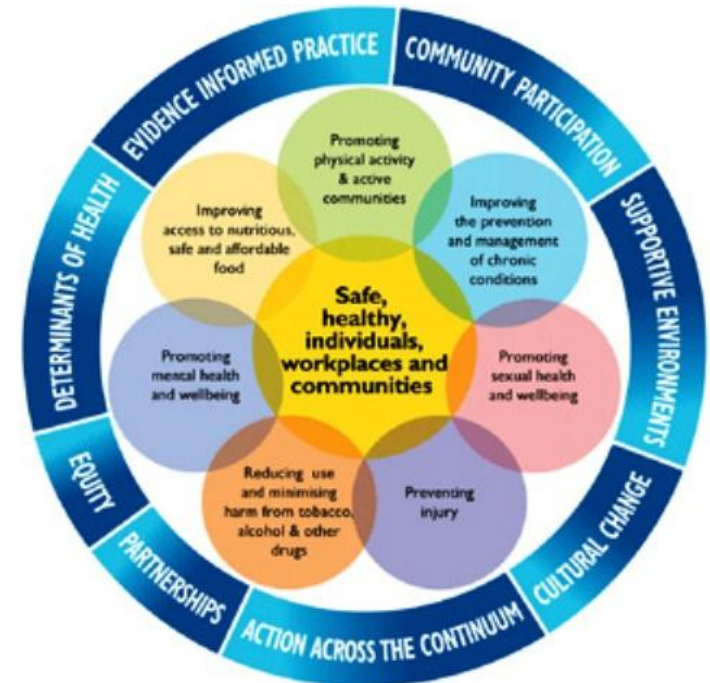 EVIDENCE INFORMED PRACTICE
COMMUNITY PARTICIPATION
SUPPORTIVE ENVIRONMENTS
CULTURAL CHANGE
ACTION ACROSS THE CONTINUUM
PARTNERSHIPS
EQUITY
DETERMINANTS OF HEALTH
Promoting
physical activity
& active
communities
Improving
the prevention
and management
of chronic
conditions
Promoting
sexual health
and wellbeing
Preventing
injury
Reducing use
and minimising
harm from tobacco,
alcohol & other
drugs
Promoting
mental health
and wellbeing
Improving
access to nutritious,
safe and affordable
food
Safe,
healthy,
individuals,
workplaces and
communities